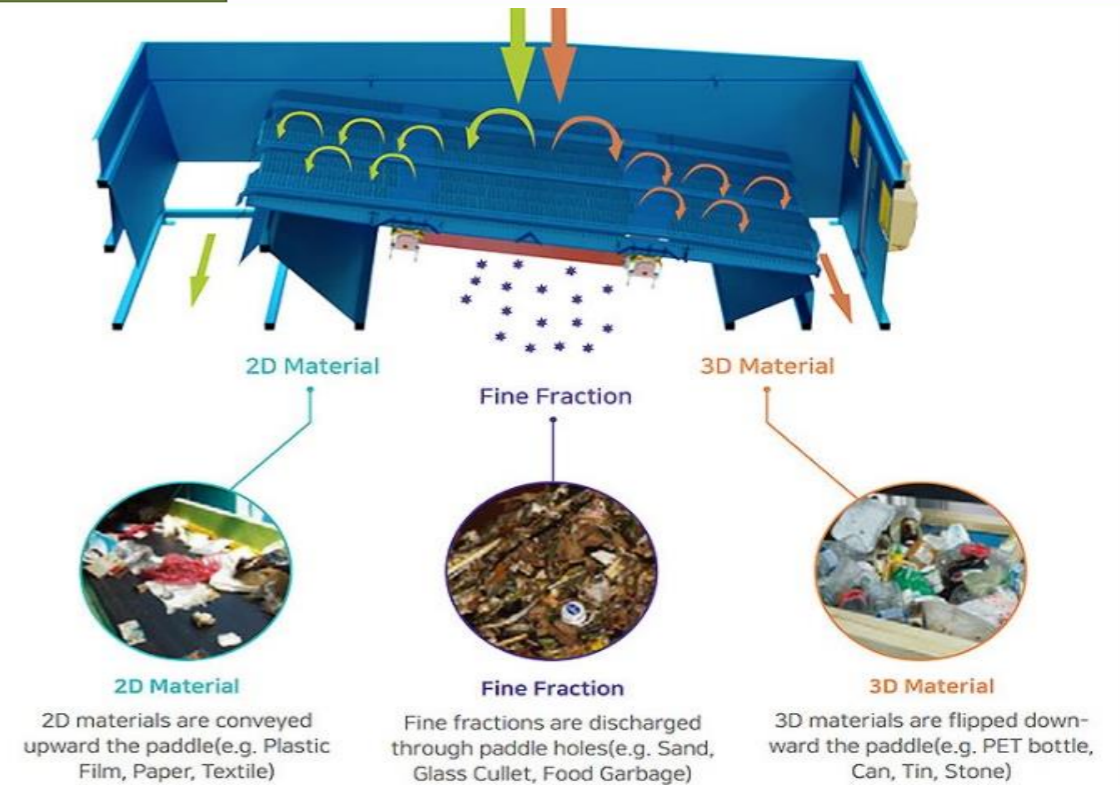 2D Material
Fine Fraction
3D Material
2D Material
2D materials are conveyed
upward the paddle(e.g. Plastic
Film, Paper, Textile)
Fine Fraction
Fine fractions are discharged
through paddle holes(e.g. Sand,
Glass Cullet, Food Garbage)
3D Material
3D materials are flipped down-
ward the paddle(e.g. PET bottle,
Can, Tin, Stone)